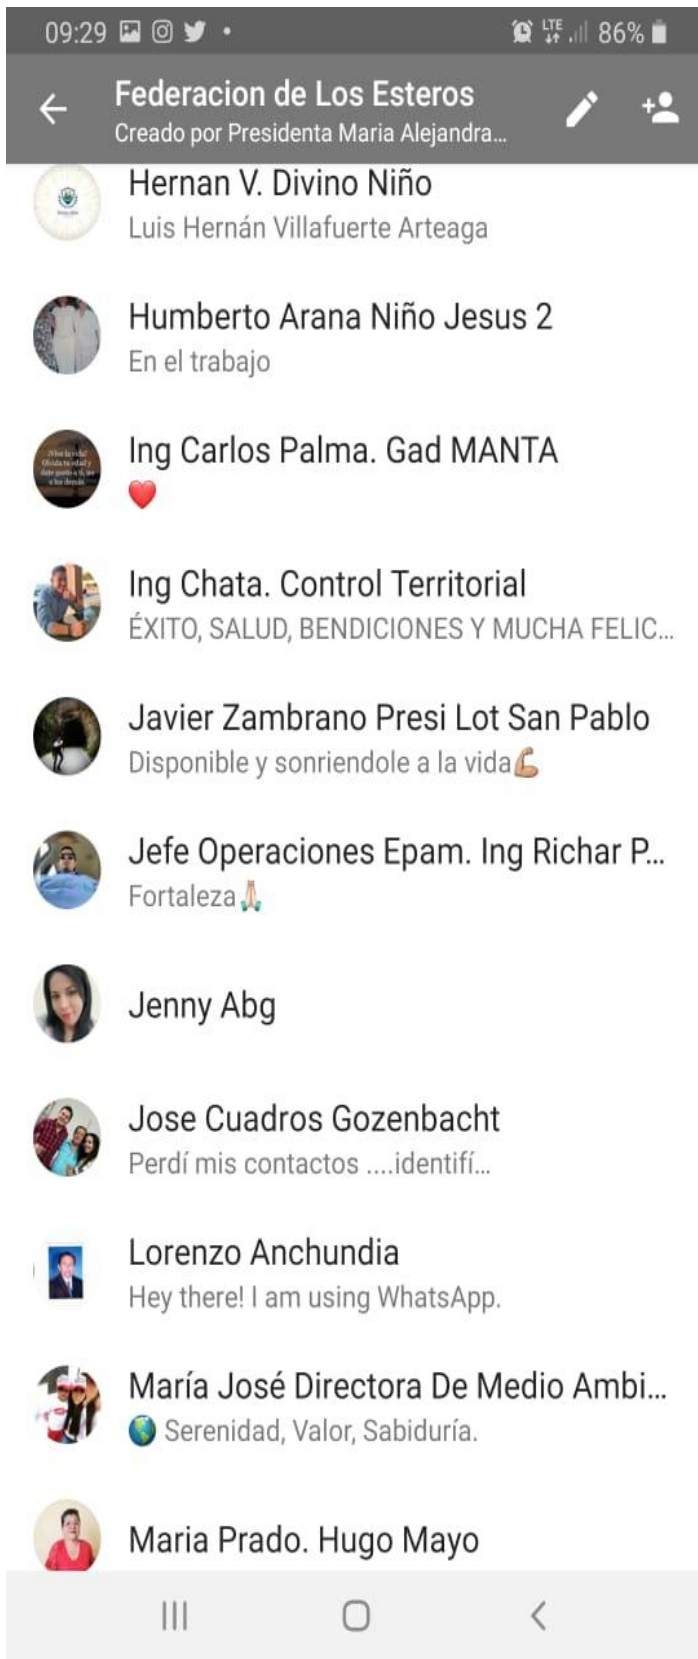 09:29
LTE 86%
Federacion de Los Esteros
Creado por Presidenta Maria Alejandra...
Hernan V. Divino Niño
Luis Hernán Villafuerte Arteaga
Humberto Arana Niño Jesus 2
En el trabajo
Ing Carlos Palma. Gad MANTA
❤️
Ing Chata. Control Territorial
ÉXITO, SALUD, BENDICIONES Y MUCHA FELIC...
Javier Zambrano Presi Lot San Pablo
Disponible y sonriendole a la vida💪🏼
Jefe Operaciones Epam. Ing Richar P...
Fortaleza🙏🏻
Jenny Abg
Jose Cuadros Gozenbacht
Perdí mis contactos ....identifí...
Lorenzo Anchundia
Hey there! I am using WhatsApp.
María José Directora De Medio Ambi...
🌎 Serenidad, Valor, Sabiduría.
Maria Prado. Hugo Mayo